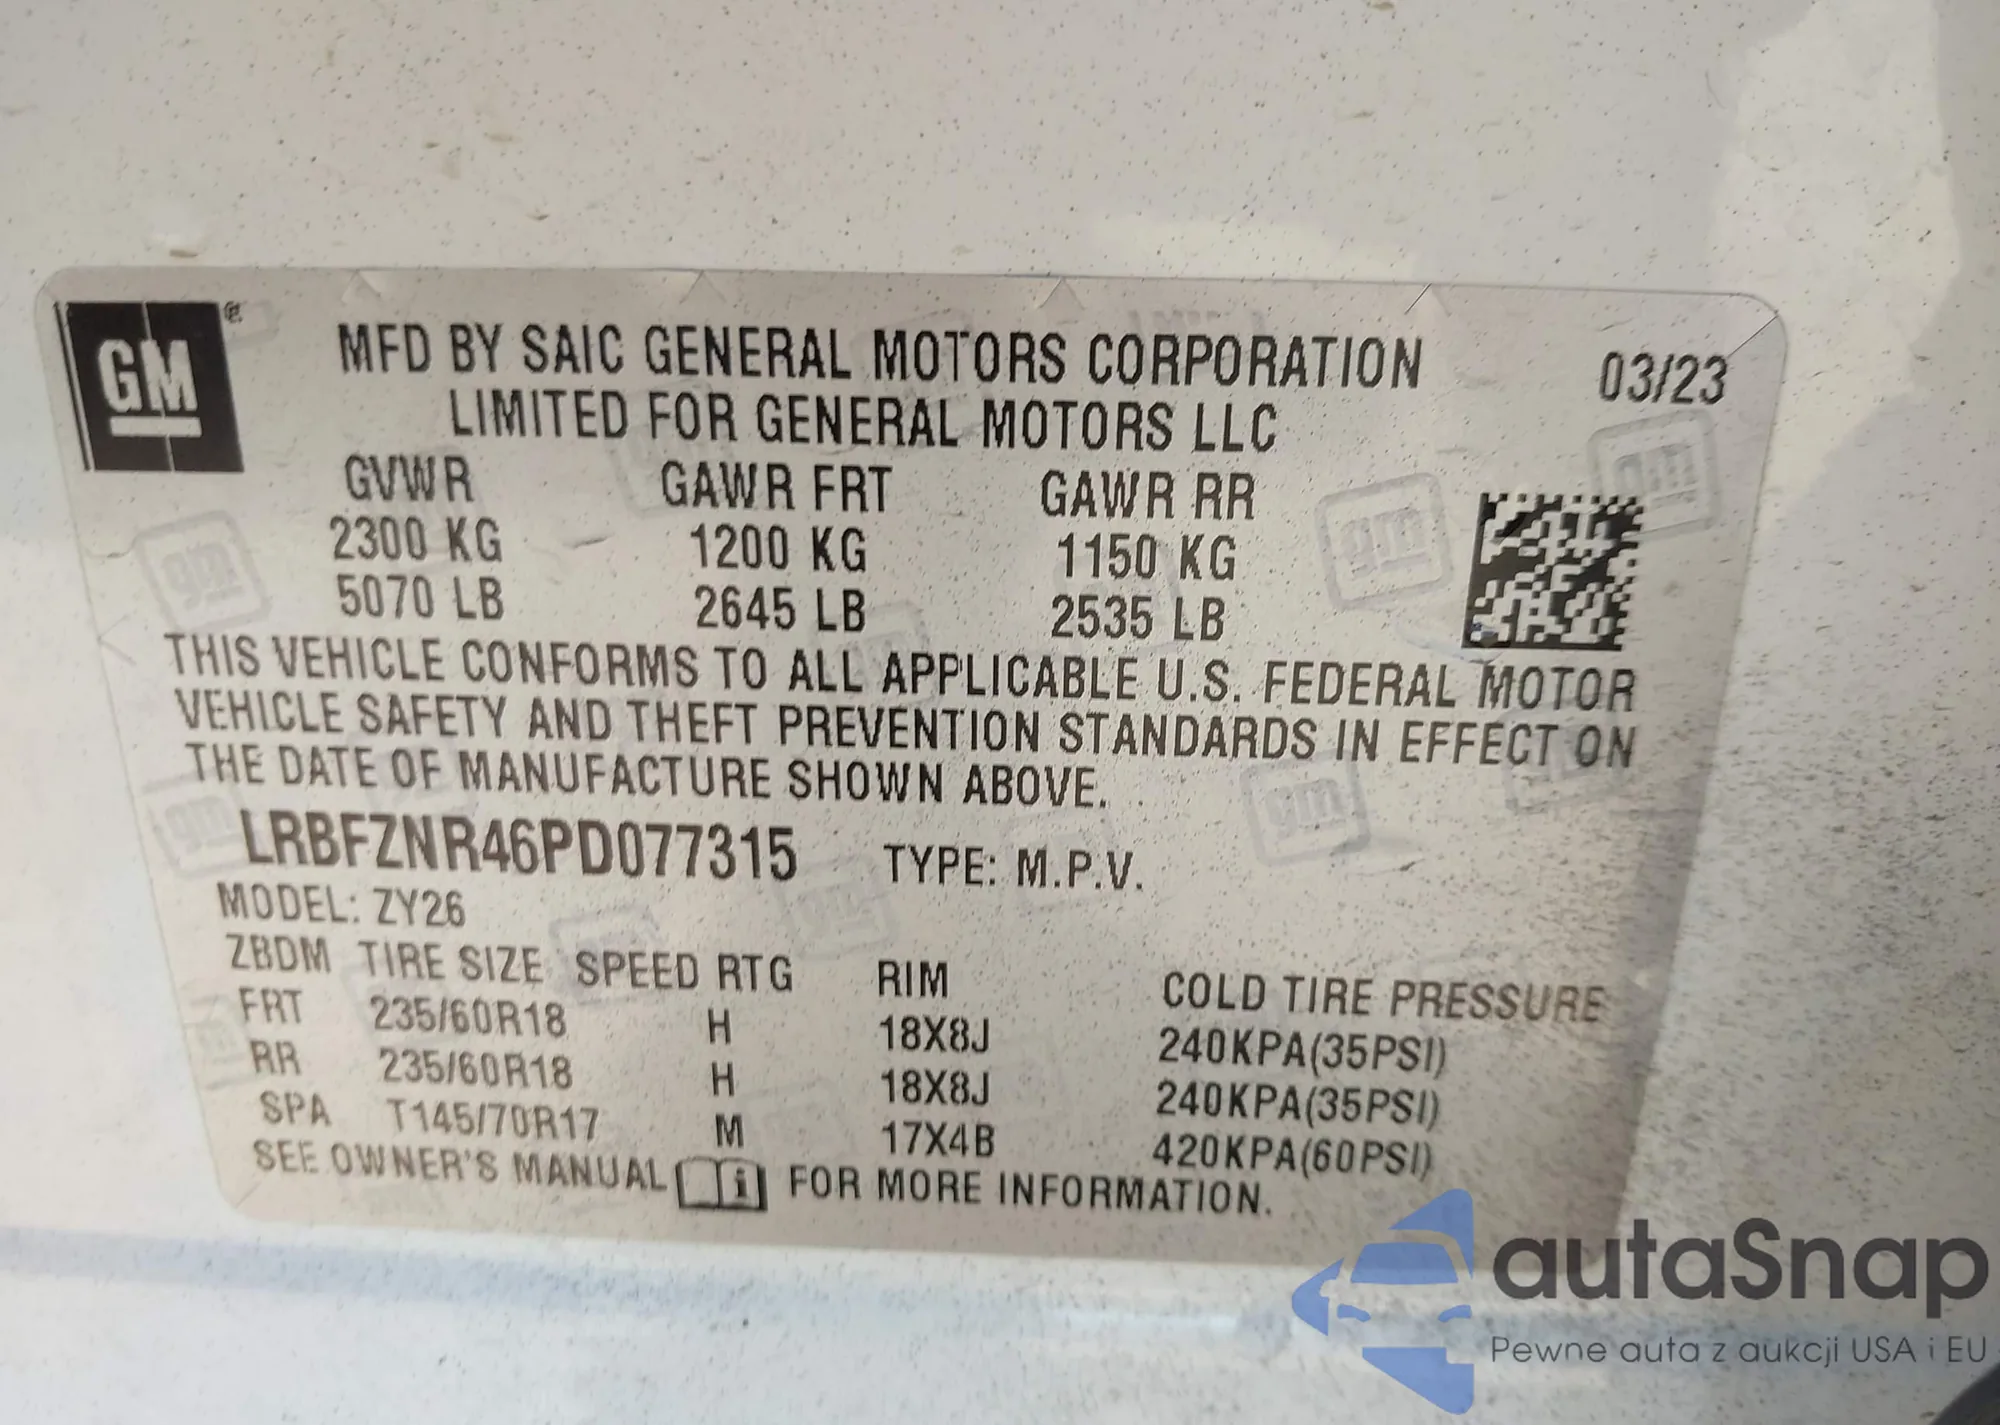 GM®
MFD BY SAIC GENERAL MOTORS CORPORATION 03/23
LIMITED FOR GENERAL MOTORS LLC
GVWR GAWR FRT GAWR RR
2300 KG 1200 KG 1150 KG
5070 LB 2645 LB 2535 LB
THIS VEHICLE CONFORMS TO ALL APPLICABLE U.S. FEDERAL MOTOR
VEHICLE SAFETY AND THEFT PREVENTION STANDARDS IN EFFECT ON
THE DATE OF MANUFACTURE SHOWN ABOVE.
LRBFZNR46PD077315 TYPE: M.P.V.
MODEL: ZY26
ZBDM TIRE SIZE SPEED RTG RIM COLD TIRE PRESSURE
FRT 235/60R18 H 18X8J 240KPA(35PSI)
RR 235/60R18 H 18X8J 240KPA(35PSI)
SPA T145/70R17 M 17X4B 420KPA(60PSI)
SEE OWNER'S MANUAL i FOR MORE INFORMATION.
autaSnap
Pewne auta z aukcji USA i EU